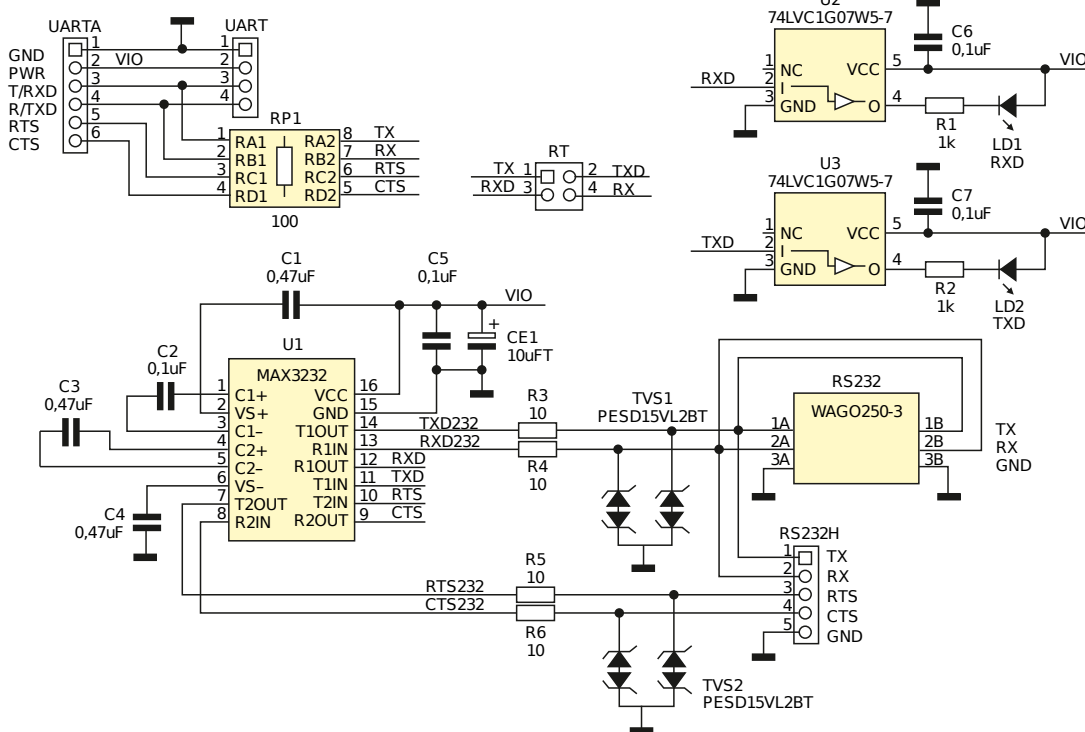 UARTA
UART
GND
PWR
T/RXD
R/TXD
RTS
CTS
1
2
3
4
5
6
VIO
1
2
3
4
RP1
1 RA1 RA2 8 TX
2 RB1 RB2 7 RX
3 RC1 RC2 6 RTS
4 RD1 RD2 5 CTS
100
RT
TX 1 2 TXD
RXD 3 4 RX
U2
74LVC1G07W5-7
C6
0,1uF
1 NC VCC 5 VIO
RXD 2 I
3 GND O 4
R1
1k
LD1
RXD
U3
74LVC1G07W5-7
C7
0,1uF
1 NC VCC 5 VIO
TXD 2 I
3 GND O 4
R2
1k
LD2
TXD
C1
0,47uF
C5
0,1uF
VIO
+
CE1
10uFT
C2
0,1uF
C3
0,47uF
C4
0,47uF
U1
MAX3232
1 C1+ VCC 16
2 VS+ GND 15
3 C1– T1OUT 14 TXD232
4 C2+ R1IN 13 RXD232
5 C2– R1OUT 12 RXD
6 VS– T1IN 11 TXD
7 T2OUT T2IN 10 RTS
8 R2IN R2OUT 9 CTS
R3
10
R4
10
TVS1
PESD15VL2BT
RS232
WAGO250-3
1A 1B TX
2A 2B RX
3A 3B GND
RS232H
1 TX
2 RX
3 RTS
4 CTS
5 GND
RTS232
CTS232
R5
10
R6
10
TVS2
PESD15VL2BT